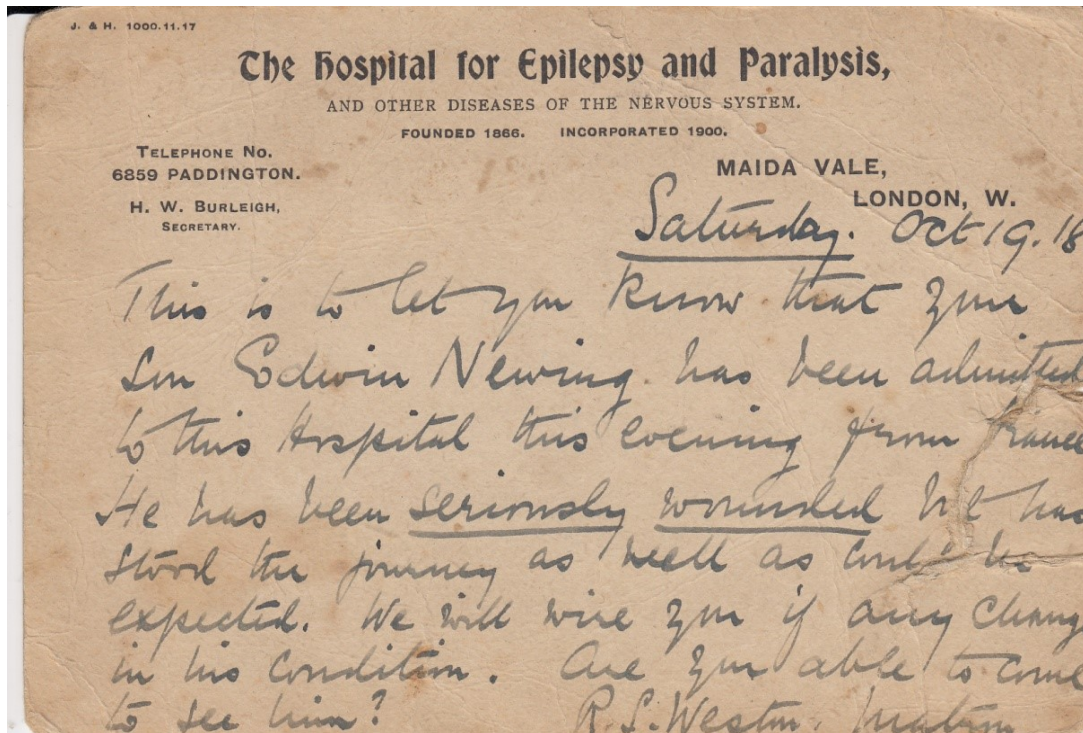 J. & H. 1000.11.17
The Hospital for Epilepsy and Paralysis,
AND OTHER DISEASES OF THE NERVOUS SYSTEM.
FOUNDED 1866. INCORPORATED 1900.
TELEPHONE NO.
6859 PADDINGTON.
H. W. BURLEIGH,
SECRETARY.
MAIDA VALE,
LONDON, W.
Saturday. Oct 19. 18
This is to let you know that your
son Edwin Newing has been admitted
to this Hospital this evening from France
He has been seriously wounded but has
stood the journey as well as could be
expected. We will wire you if any change
in his condition. Are you able to come
to see him? R. S. Weston. Matron